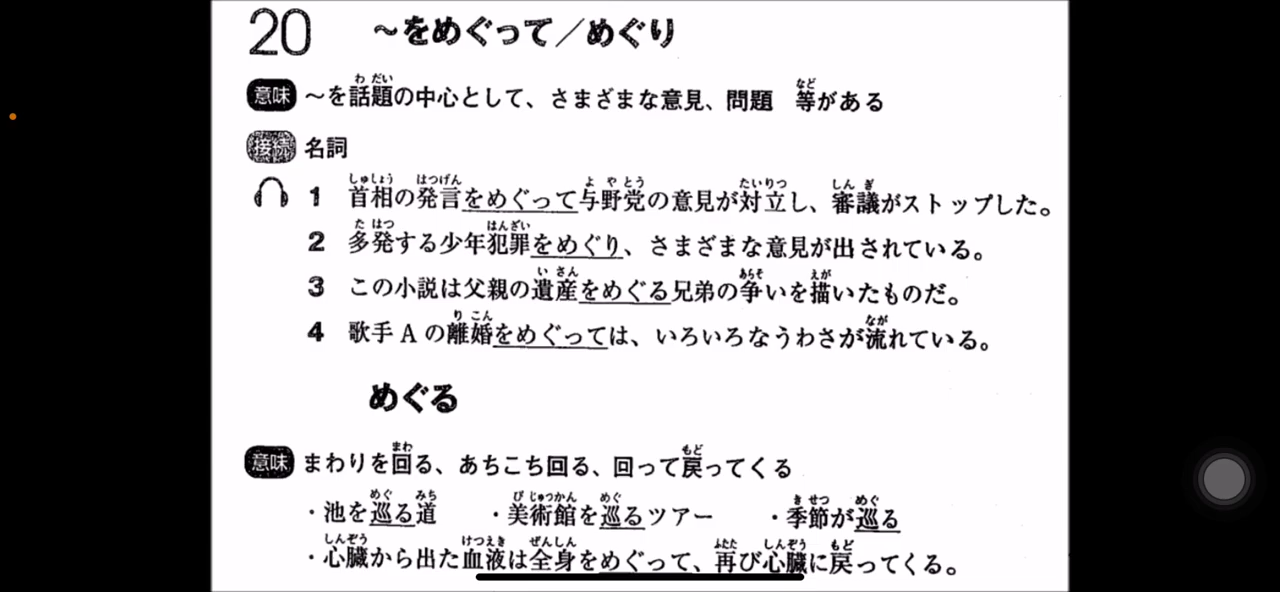 20 ～をめぐって／めぐり
意味 ～を話題の中心として、さまざまな意見、問題 等がある
接続 名詞
1 首相の発言をめぐって与野党の意見が対立し、審議がストップした。
2 多発する少年犯罪をめぐり、さまざまな意見が出されている。
3 この小説は父親の遺産をめぐる兄弟の争いを描いたものだ。
4 歌手Aの離婚をめぐっては、いろいろなうわさが流れている。
めぐる
意味 まわりを回る、あちこち回る、回って戻ってくる
・池を巡る道 ・美術館を巡るツアー ・季節が巡る
・心臓から出た血液は全身をめぐって、再び心臓に戻ってくる。